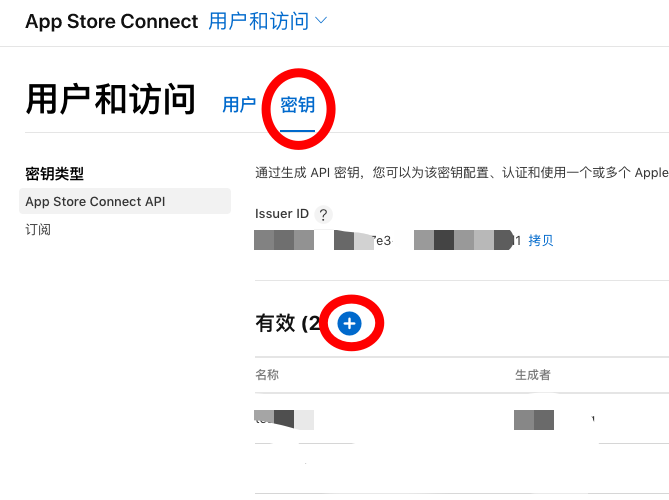 App Store Connect 用户和访问
用户和访问 用户 密钥
密钥类型
App Store Connect API
订阅
通过生成 API 密钥，您可以为该密钥配置、认证和使用一个或多个 Apple
Issuer ID ?
拷贝
有效 (2
名称 生成者